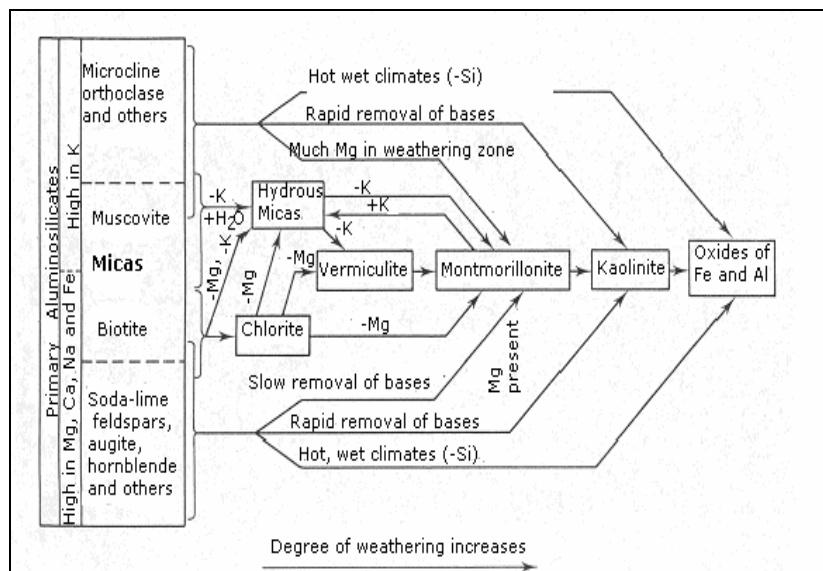 Primary Aluminosilicates
High in K
High in Mg, Ca, Na and Fe
Microcline
orthoclase
and others
Muscovite
Micas
Biotite
Soda-lime
feldspars,
augite,
hornblende
and others
Hot wet climates (-Si)
Rapid removal of bases
Much Mg in weathering zone
-K
+H2O
-Mg, -K
Hydrous
Micas
-K
+K
-K
-Mg
-Mg
Vermiculite
Montmorillonite
Kaolinite
Oxides of
Fe and Al
Chlorite
-Mg
Slow removal of bases
Mg
present
Rapid removal of bases
Hot, wet climates (-Si).
Degree of weathering increases